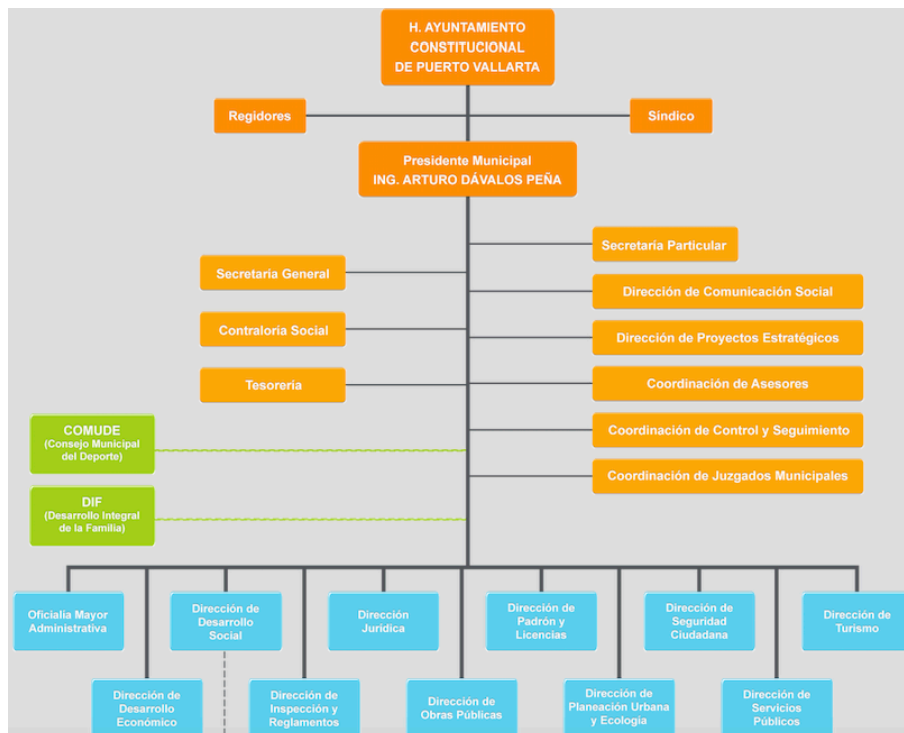 H. AYUNTAMIENTO
CONSTITUCIONAL
DE PUERTO VALLARTA
Regidores
Síndico
Presidente Municipal
ING. ARTURO DÁVALOS PEÑA
Secretaría Particular
Secretaría General
Dirección de Comunicación Social
Contraloría Social
Dirección de Proyectos Estratégicos
Tesorería
Coordinación de Asesores
COMUDE
(Consejo Municipal
del Deporte)
Coordinación de Control y Seguimiento
Coordinación de Juzgados Municipales
DIF
(Desarrollo Integral
de la Familia)
Oficialía Mayor
Administrativa
Dirección de
Desarrollo
Social
Dirección
Jurídica
Dirección de
Padrón y
Licencias
Dirección de
Seguridad
Ciudadana
Dirección de
Turismo
Dirección de
Desarrollo
Económico
Dirección de
Inspección y
Reglamentos
Dirección de
Obras Públicas
Dirección de
Planeación Urbana
y Ecología
Dirección de
Servicios
Públicos